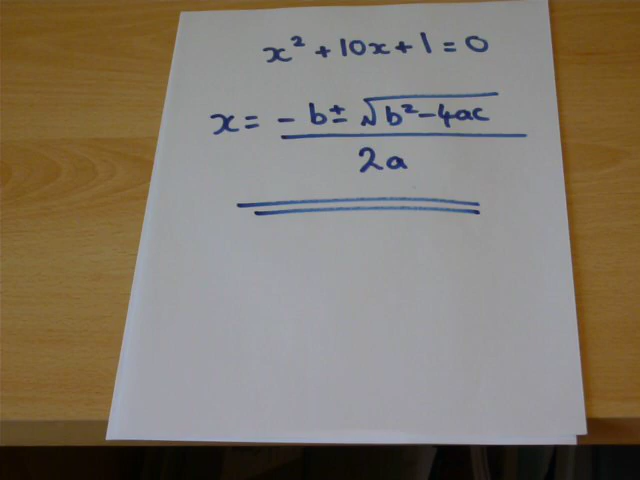 x² + 10x + 1 = 0
x = - b ± √b² - 4ac
2a